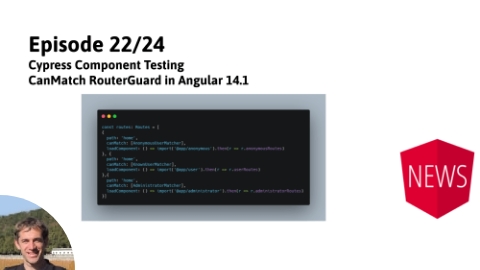 Episode 22/24
Cypress Component Testing
CanMatch RouterGuard in Angular 14.1
const routes: Routes = [
{
path: 'home',
canMatch: [AnonymousUserMatcher],
loadComponent: () => import('@app/anonymous').then(r => r.anonymousRoutes)
}, {
path: 'home',
canMatch: [KnownUserMatcher],
loadComponent: () => import('@app/user').then(r => r.userRoutes)
},{
path: 'home',
canMatch: [AdministratorMatcher],
loadComponent: () => import('@app/administrator').then(r => r.administratorRoutes)
}]
NEWS